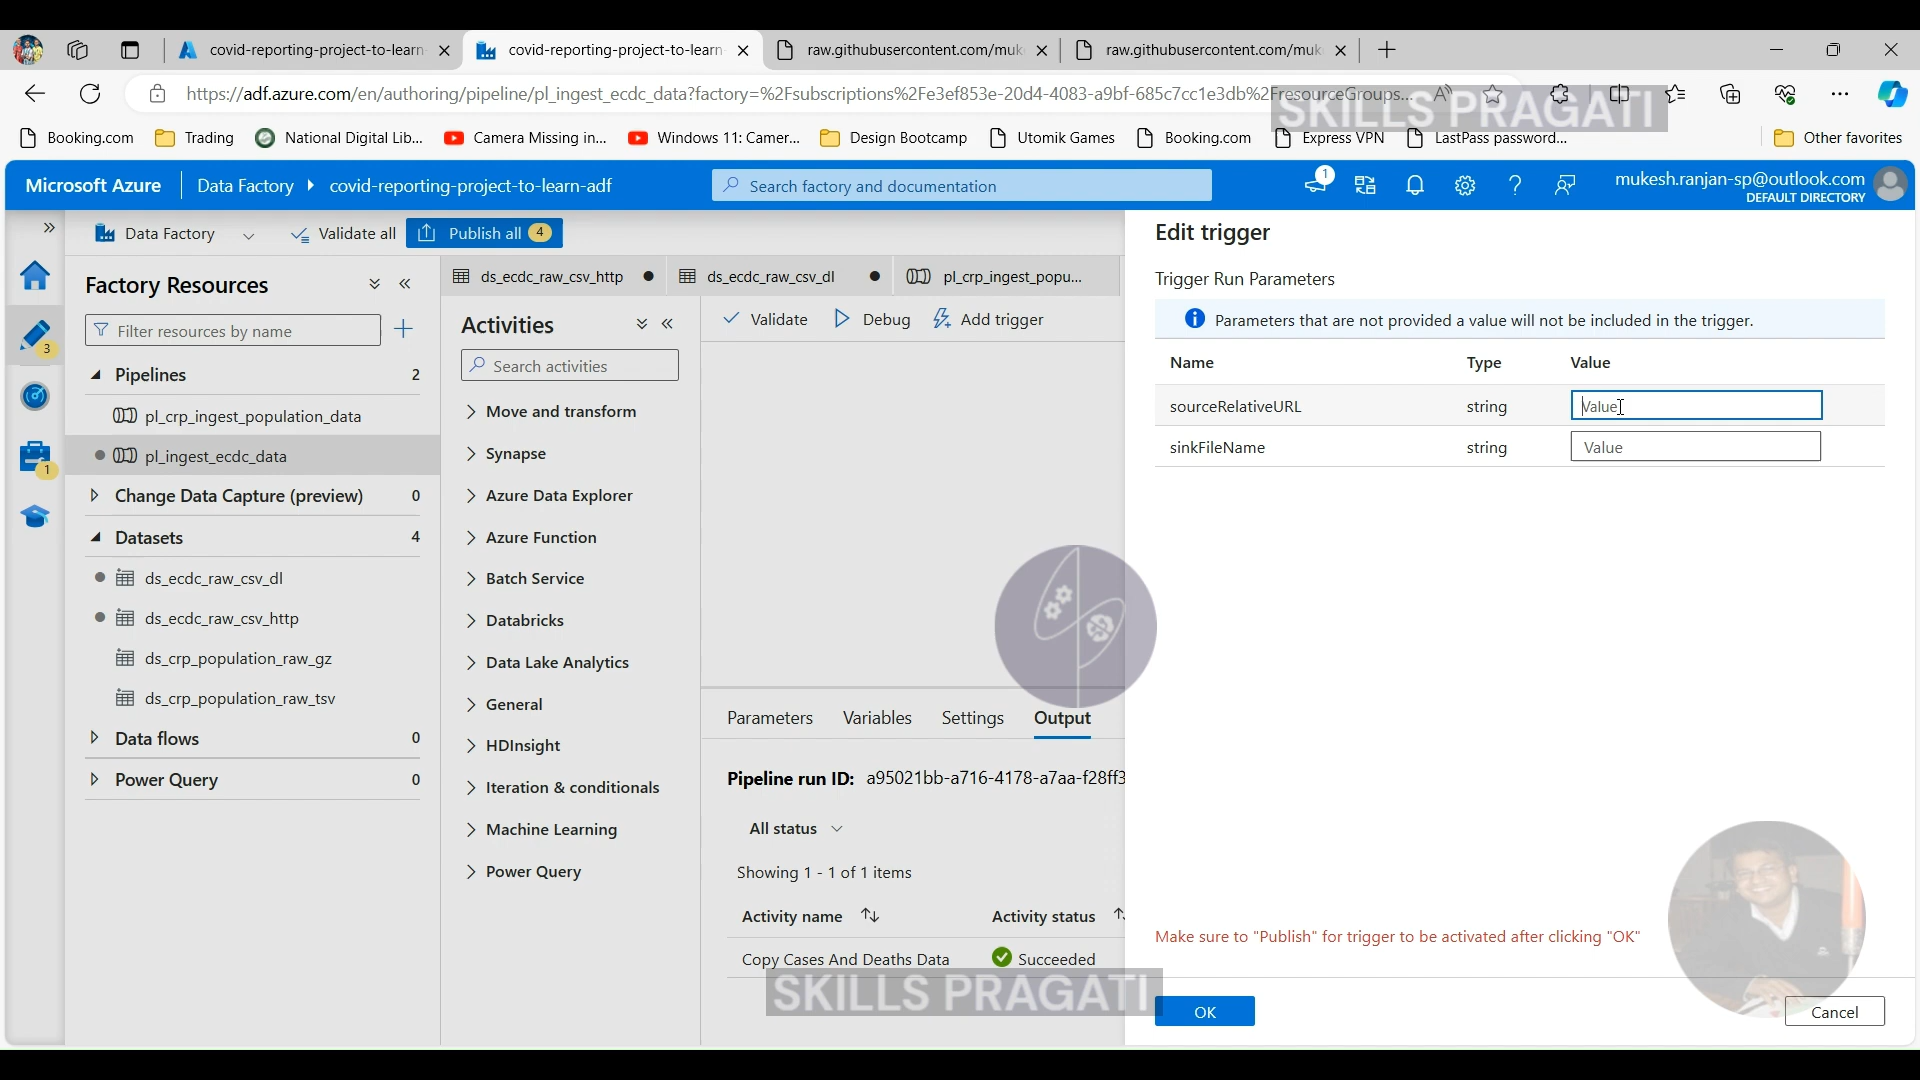 covid-reporting-project-to-learn-
covid-reporting-project-to-learn
raw.githubusercontent.com/muk
raw.githubusercontent.com/muk
https://adf.azure.com/en/authoring/pipeline/pl_ingest_ecdc_data?factory=%2Fsubscriptions%2Fe3ef853e-20d4-4083-a9bf-685c7cc1e3db%2FresourceGroups...
SKILLS PRAGATI
Booking.com
Trading
National Digital Lib...
Camera Missing in...
Windows 11: Camer...
Design Bootcamp
Utomik Games
Booking.com
Express VPN
LastPass password...
Other favorites
Microsoft Azure
Data Factory
covid-reporting-project-to-learn-adf
Search factory and documentation
1
mukesh.ranjan-sp@outlook.com
DEFAULT DIRECTORY
Data Factory
Validate all
Publish all
4
3
1
Factory Resources
Filter resources by name
Pipelines
2
pl_crp_ingest_population_data
pl_ingest_ecdc_data
Change Data Capture (preview)
0
Datasets
4
ds_ecdc_raw_csv_dl
ds_ecdc_raw_csv_http
ds_crp_population_raw_gz
ds_crp_population_raw_tsv
Data flows
0
Power Query
0
ds_ecdc_raw_csv_http
ds_ecdc_raw_csv_dl
pl_crp_ingest_popu...
Activities
Search activities
Move and transform
Synapse
Azure Data Explorer
Azure Function
Batch Service
Databricks
Data Lake Analytics
General
HDInsight
Iteration & conditionals
Machine Learning
Power Query
Validate
Debug
Add trigger
Parameters
Variables
Settings
Output
Pipeline run ID: a95021bb-a716-4178-a7aa-f28ff3
All status
Showing 1 - 1 of 1 items
Activity name
Activity status
Copy Cases And Deaths Data
Succeeded
SKILLS PRAGATI
Edit trigger
Trigger Run Parameters
Parameters that are not provided a value will not be included in the trigger.
Name
Type
Value
sourceRelativeURL
string
Value
sinkFileName
string
Value
Make sure to "Publish" for trigger to be activated after clicking "OK"
OK
Cancel